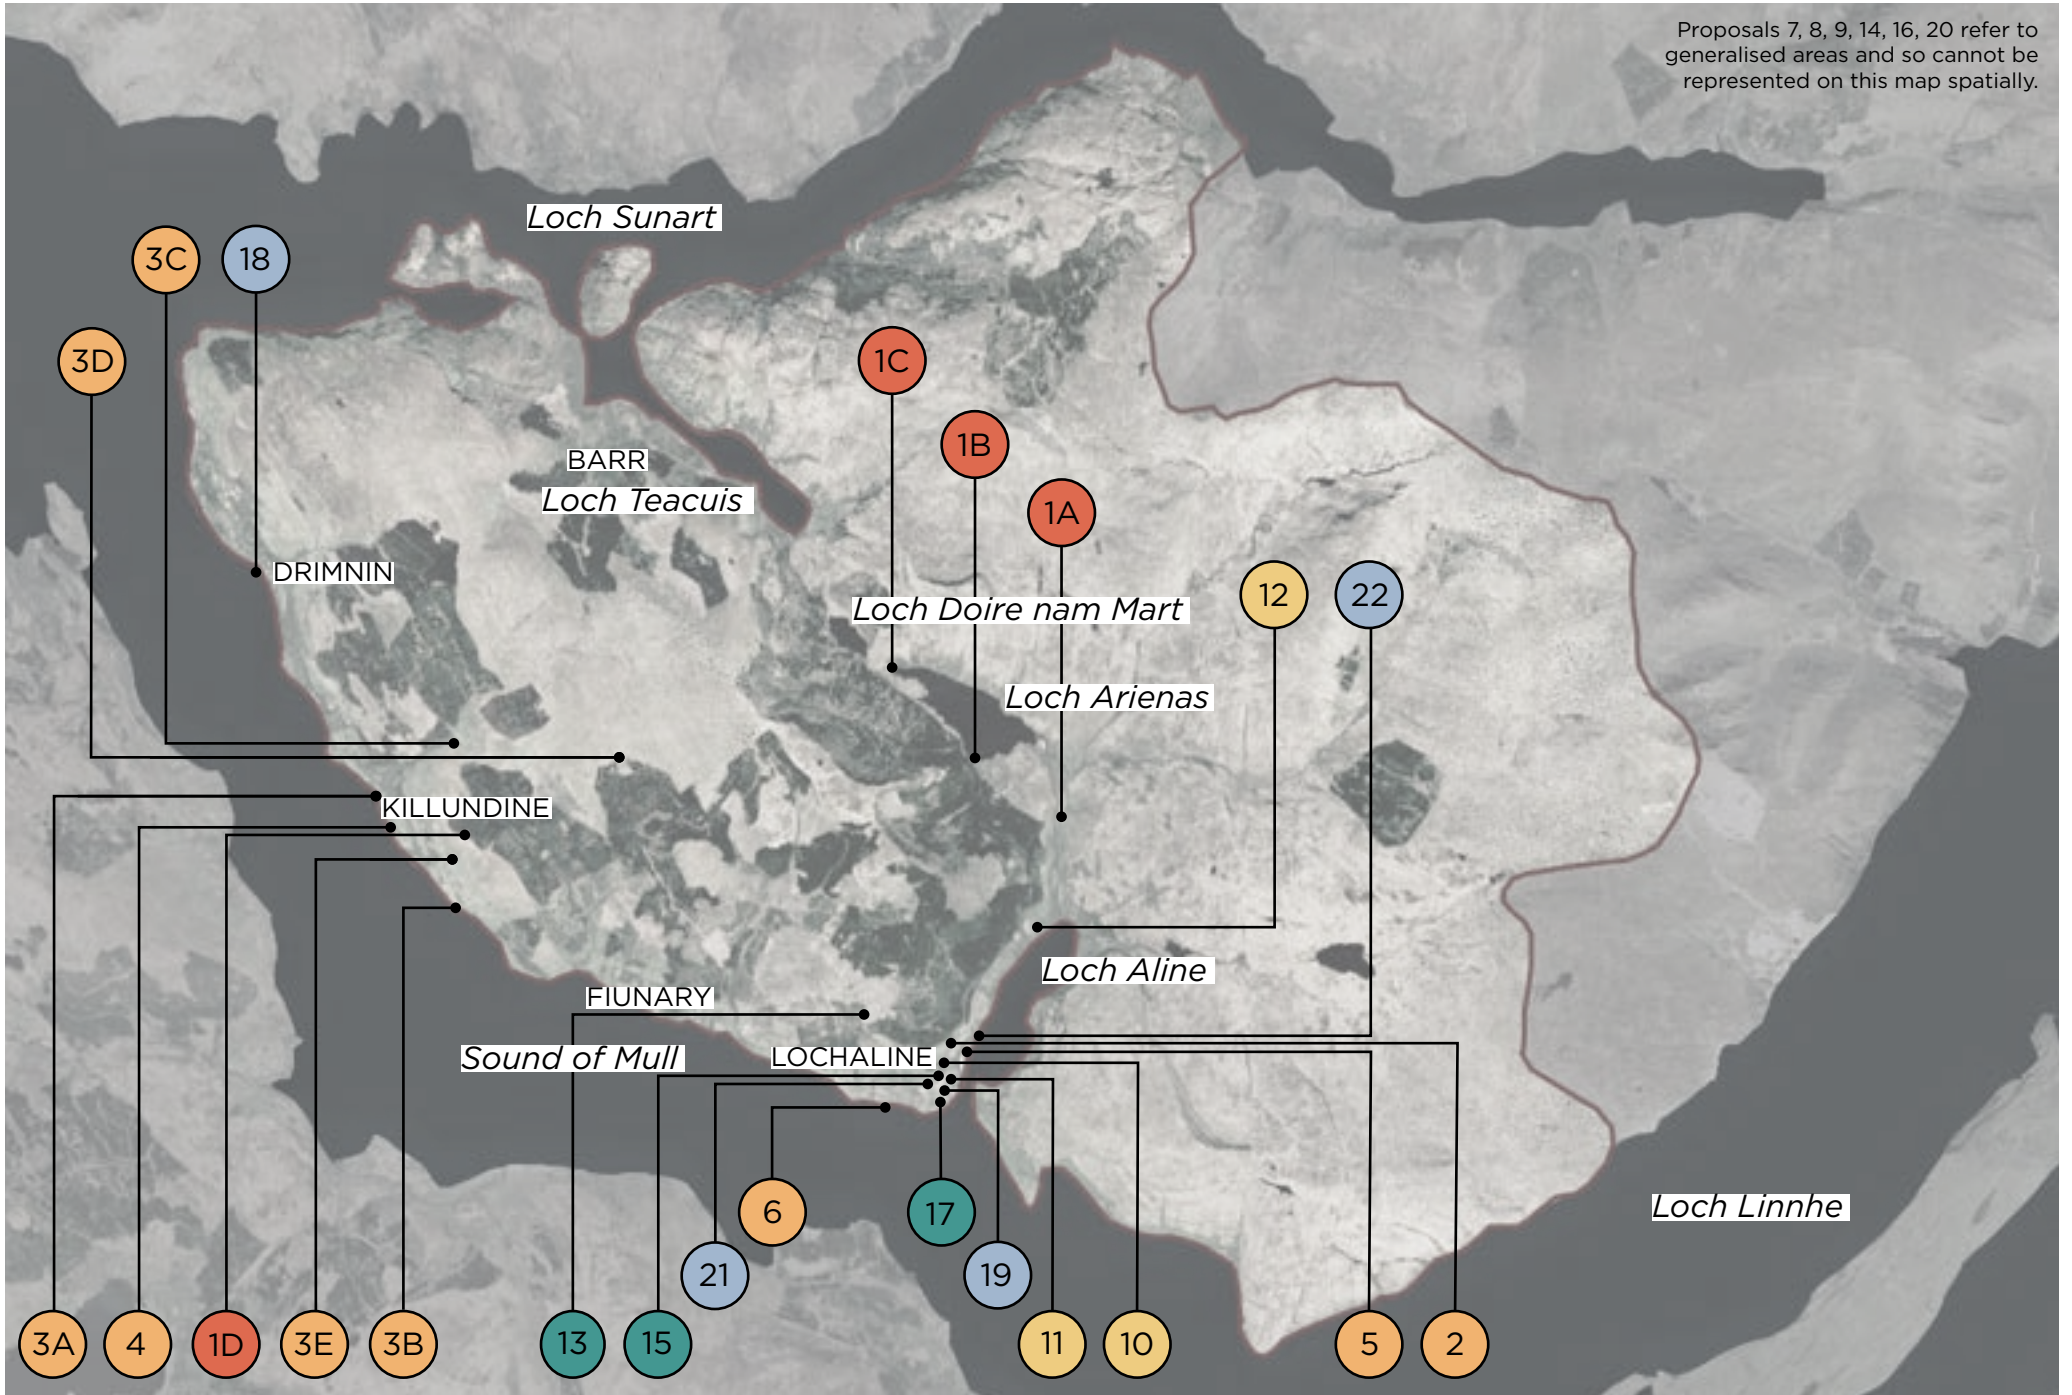 Proposals 7, 8, 9, 14, 16, 20 refer to
generalised areas and so cannot be
represented on this map spatially.
Loch Sunart
3C
18
3D
1C
1B
BARR
Loch Teacuis
1A
DRIMNIN
12
22
Loch Doire nam Mart
Loch Arienas
KILLUNDINE
Loch Aline
FIUNARY
Sound of Mull
LOCHALINE
Loch Linnhe
6
17
21
19
3A
4
1D
3E
3B
13
15
11
10
5
2